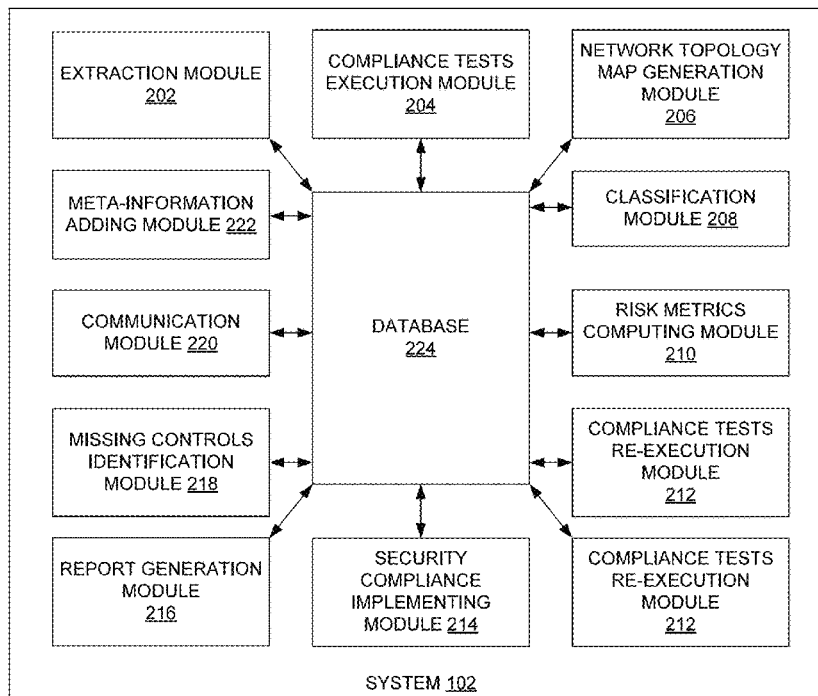 EXTRACTION MODULE
202
COMPLIANCE TESTS
EXECUTION MODULE
204
NETWORK TOPOLOGY
MAP GENERATION
MODULE
206
META-INFORMATION
ADDING MODULE 222
CLASSIFICATION
MODULE 208
COMMUNICATION
MODULE 220
DATABASE
224
RISK METRICS
COMPUTING MODULE
210
MISSING CONTROLS
IDENTIFICATION
MODULE 218
COMPLIANCE TESTS
RE-EXECUTION
MODULE
212
REPORT GENERATION
MODULE
216
SECURITY
COMPLIANCE
IMPLEMENTING
MODULE 214
COMPLIANCE TESTS
RE-EXECUTION
MODULE
212
SYSTEM 102